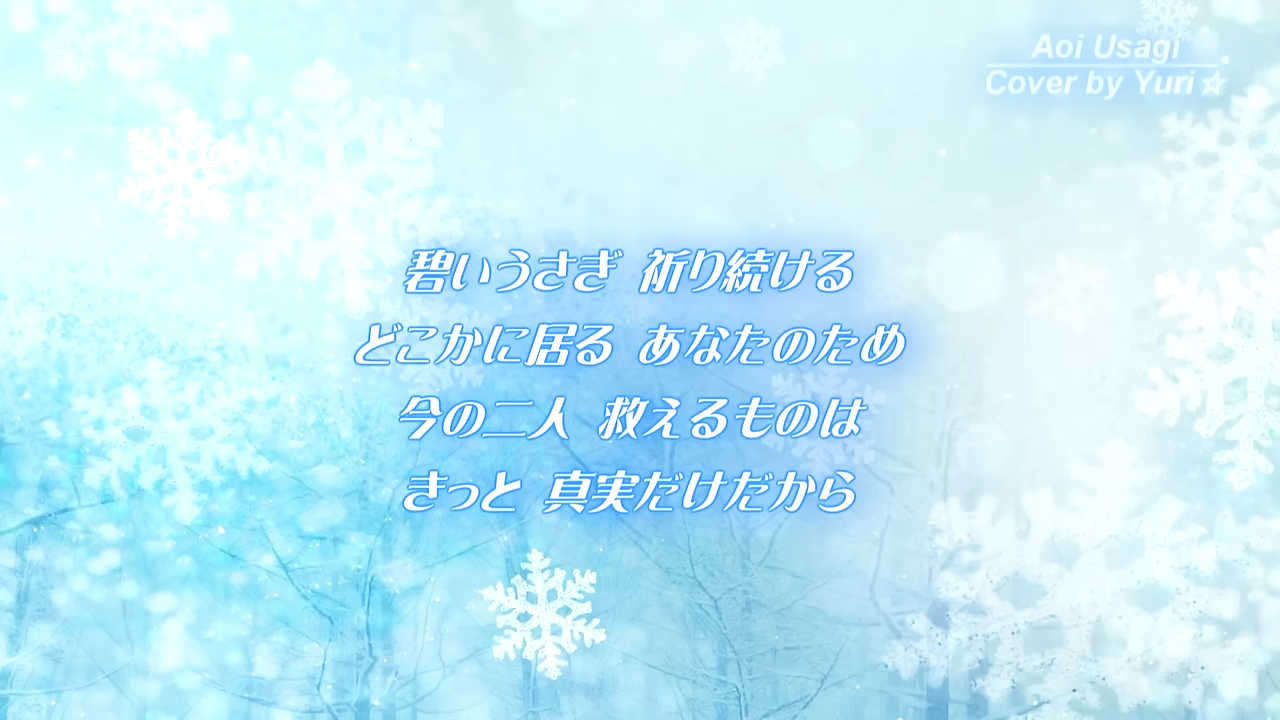 Aoi Usagi
Cover by Yuri☆
碧いうさぎ 祈り続ける
どこかに居る あなたのため
今の二人 救えるものは
きっと 真実だけだから